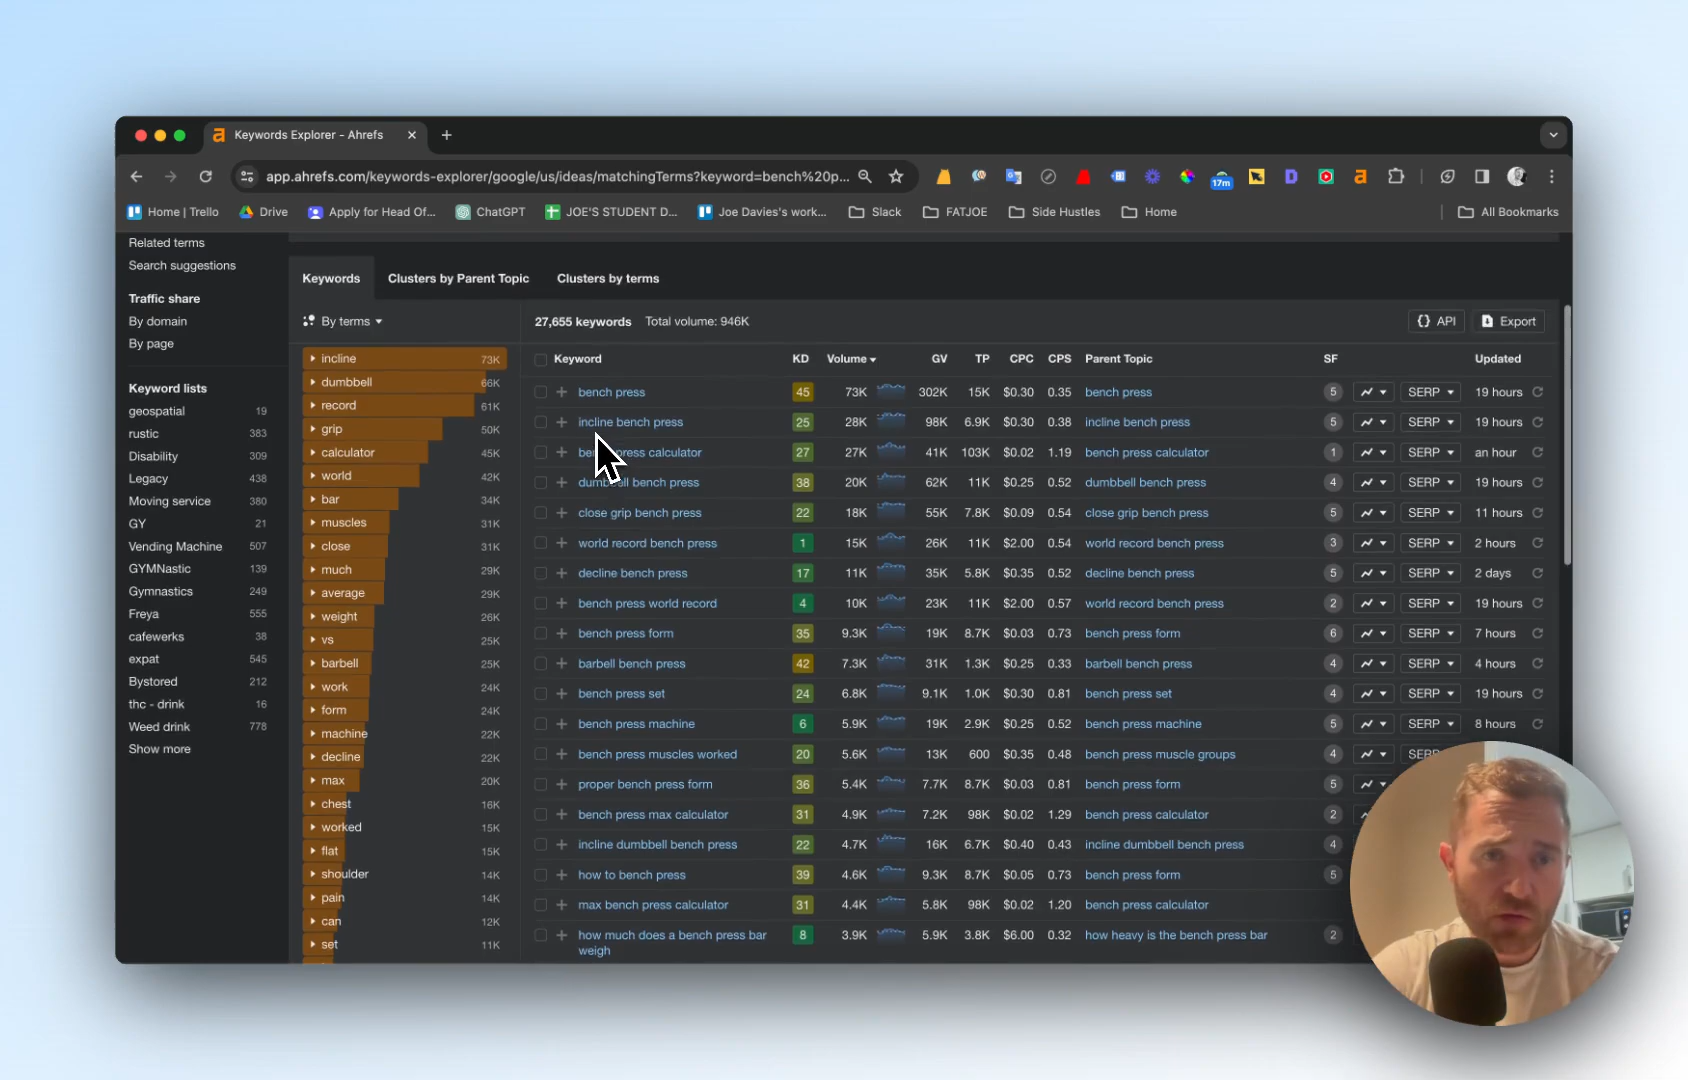 Keywords Explorer - Ahrefs
app.ahrefs.com/keywords-explorer/google/us/ideas/matchingTerms?keyword=bench%20p...
17m
Home | Trello
Drive
Apply for Head Of...
ChatGPT
JOE'S STUDENT D...
Joe Davies's work...
Slack
FATJOE
Side Hustles
Home
All Bookmarks
Related terms
Search suggestions
Traffic share
By domain
By page
Keyword lists
geospatial 19
rustic 383
Disability 309
Legacy 438
Moving service 380
GY 21
Vending Machine 507
GYMNastic 139
Gymnastics 249
Freya 555
cafewerks 38
expat 545
Bystored 212
thc - drink 16
Weed drink 778
Show more
Keywords Clusters by Parent Topic Clusters by terms
By terms
incline 73K
dumbbell 66K
record 61K
grip 50K
calculator 45K
world 42K
bar 34K
muscles 31K
close 31K
much 29K
average 29K
weight 26K
vs 25K
barbell 25K
work 24K
form 24K
machine 22K
decline 22K
max 20K
chest 16K
worked 15K
flat 15K
shoulder 14K
pain 14K
can 12K
set 11K
27,655 keywords Total volume: 946K
API Export
Keyword KD Volume GV TP CPC CPS Parent Topic SF Updated
bench press 45 73K 302K 15K $0.30 0.35 bench press 5 SERP 19 hours
incline bench press 25 28K 98K 6.9K $0.30 0.38 incline bench press 5 SERP 19 hours
press calculator 27 27K 41K 103K $0.02 1.19 bench press calculator 1 SERP an hour
dumbbell bench press 38 20K 62K 11K $0.25 0.52 dumbbell bench press 4 SERP 19 hours
close grip bench press 22 18K 55K 7.8K $0.09 0.54 close grip bench press 5 SERP 11 hours
world record bench press 1 15K 26K 11K $2.00 0.54 world record bench press 3 SERP 2 hours
decline bench press 17 11K 35K 5.8K $0.35 0.52 decline bench press 5 SERP 2 days
bench press world record 4 10K 23K 11K $2.00 0.57 world record bench press 2 SERP 19 hours
bench press form 35 9.3K 19K 8.7K $0.03 0.73 bench press form 6 SERP 7 hours
barbell bench press 42 7.3K 31K 1.3K $0.25 0.33 barbell bench press 4 SERP 4 hours
bench press set 24 6.8K 9.1K 1.0K $0.30 0.81 bench press set 4 SERP 19 hours
bench press machine 6 5.9K 19K 2.9K $0.25 0.52 bench press machine 5 SERP 8 hours
bench press muscles worked 20 5.6K 13K 600 $0.35 0.48 bench press muscle groups 4 SERP
proper bench press form 36 5.4K 7.7K 8.7K $0.03 0.81 bench press form 5
bench press max calculator 31 4.9K 7.2K 98K $0.02 1.29 bench press calculator 2
incline dumbbell bench press 22 4.7K 16K 6.7K $0.40 0.43 incline dumbbell bench press 4
how to bench press 39 4.6K 9.3K 8.7K $0.05 0.73 bench press form 5
max bench press calculator 31 4.4K 5.8K 98K $0.02 1.20 bench press calculator
how much does a bench press bar 8 3.9K 5.9K 3.8K $6.00 0.32 how heavy is the bench press bar 2
weigh